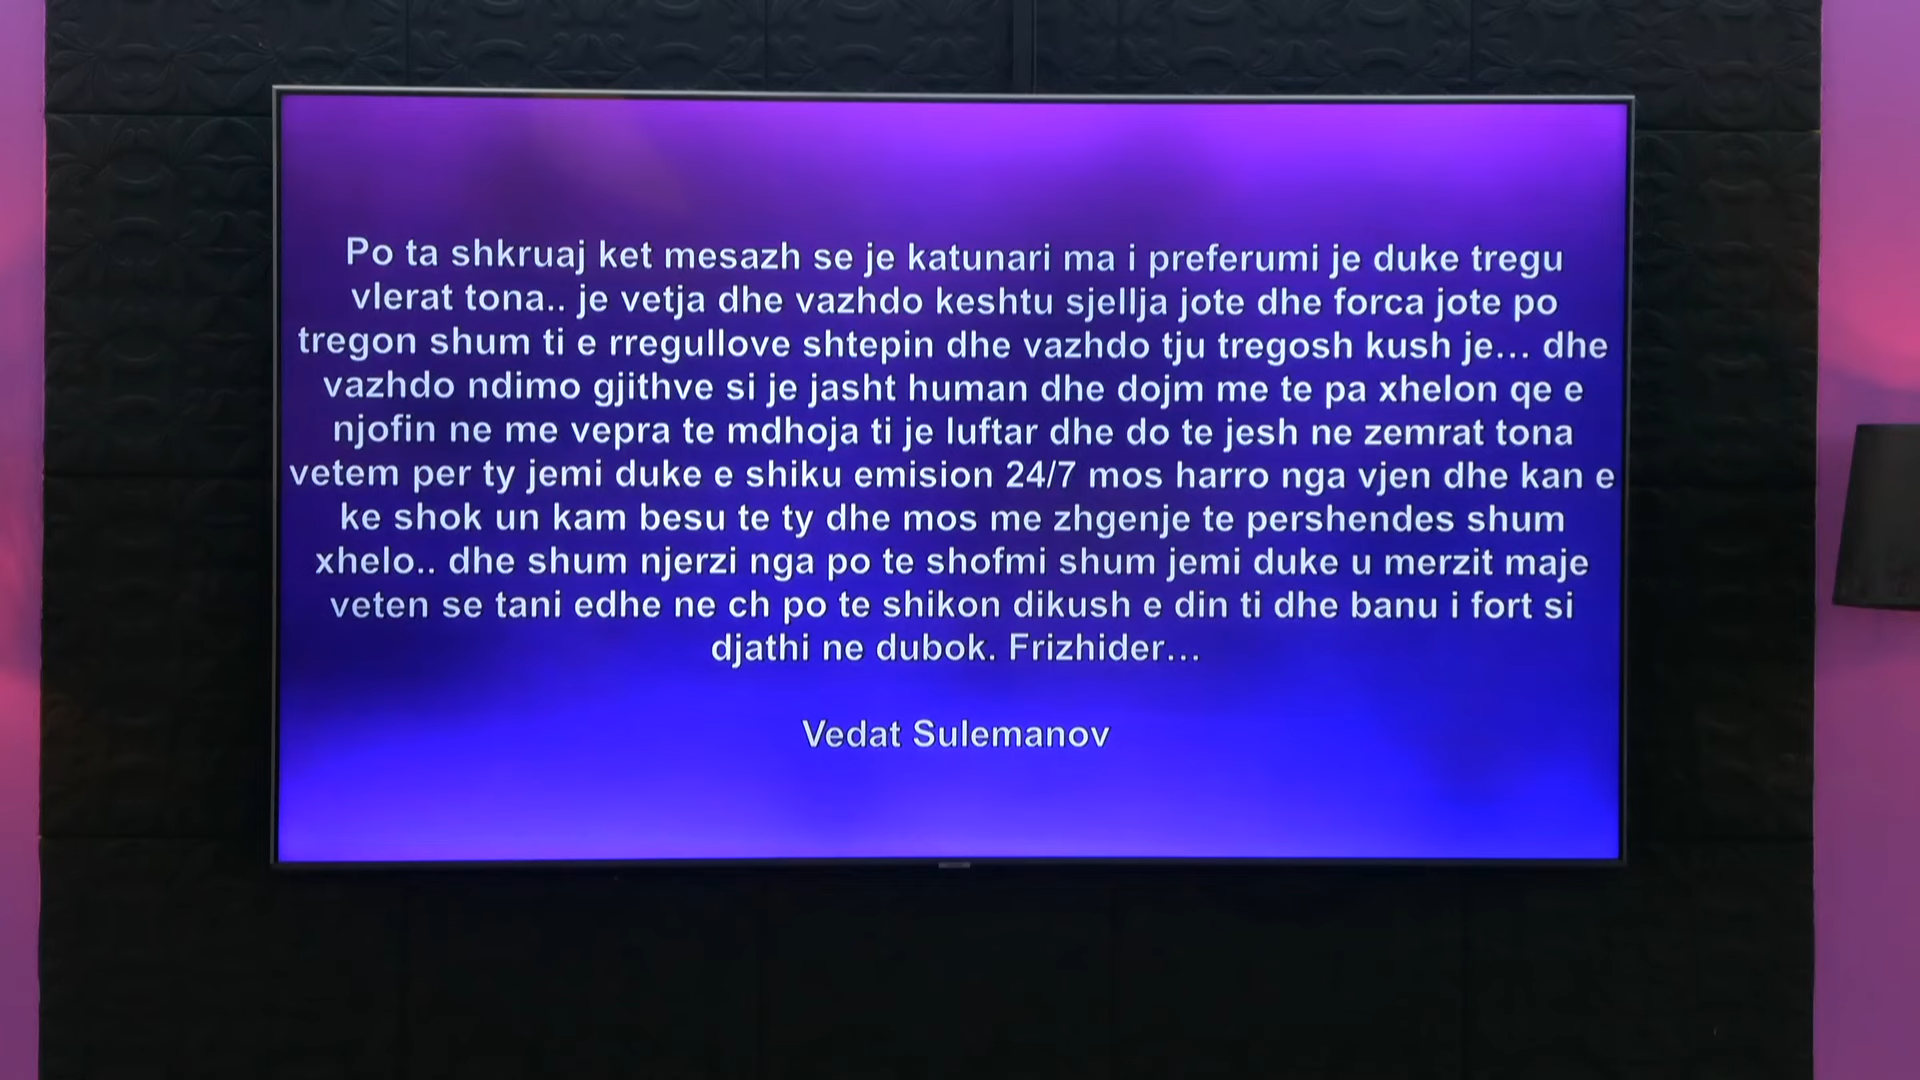 Po ta shkruaj ket mesazh se je katunari ma i preferumi je duke tregu
vlerat tona.. je vetja dhe vazhdo keshtu sjellja jote dhe forca jote po
tregon shum ti e rregullove shtepin dhe vazhdo tju tregosh kush je... dhe
vazhdo ndimo gjithve si je jasht human dhe dojm me te pa xhelon qe e
njofin ne me vepra te mdhoja ti je luftar dhe do te jesh ne zemrat tona
vetem per ty jemi duke e shiku emision 24/7 mos harro nga vjen dhe kan e
ke shok un kam besu te ty dhe mos me zhgenje te pershendes shum
xhelo.. dhe shum njerzi nga po te shofmi shum jemi duke u merzit maje
veten se tani edhe ne ch po te shikon dikush e din ti dhe banu i fort si
djathi ne dubok. Frizhider...
Vedat Sulemanov